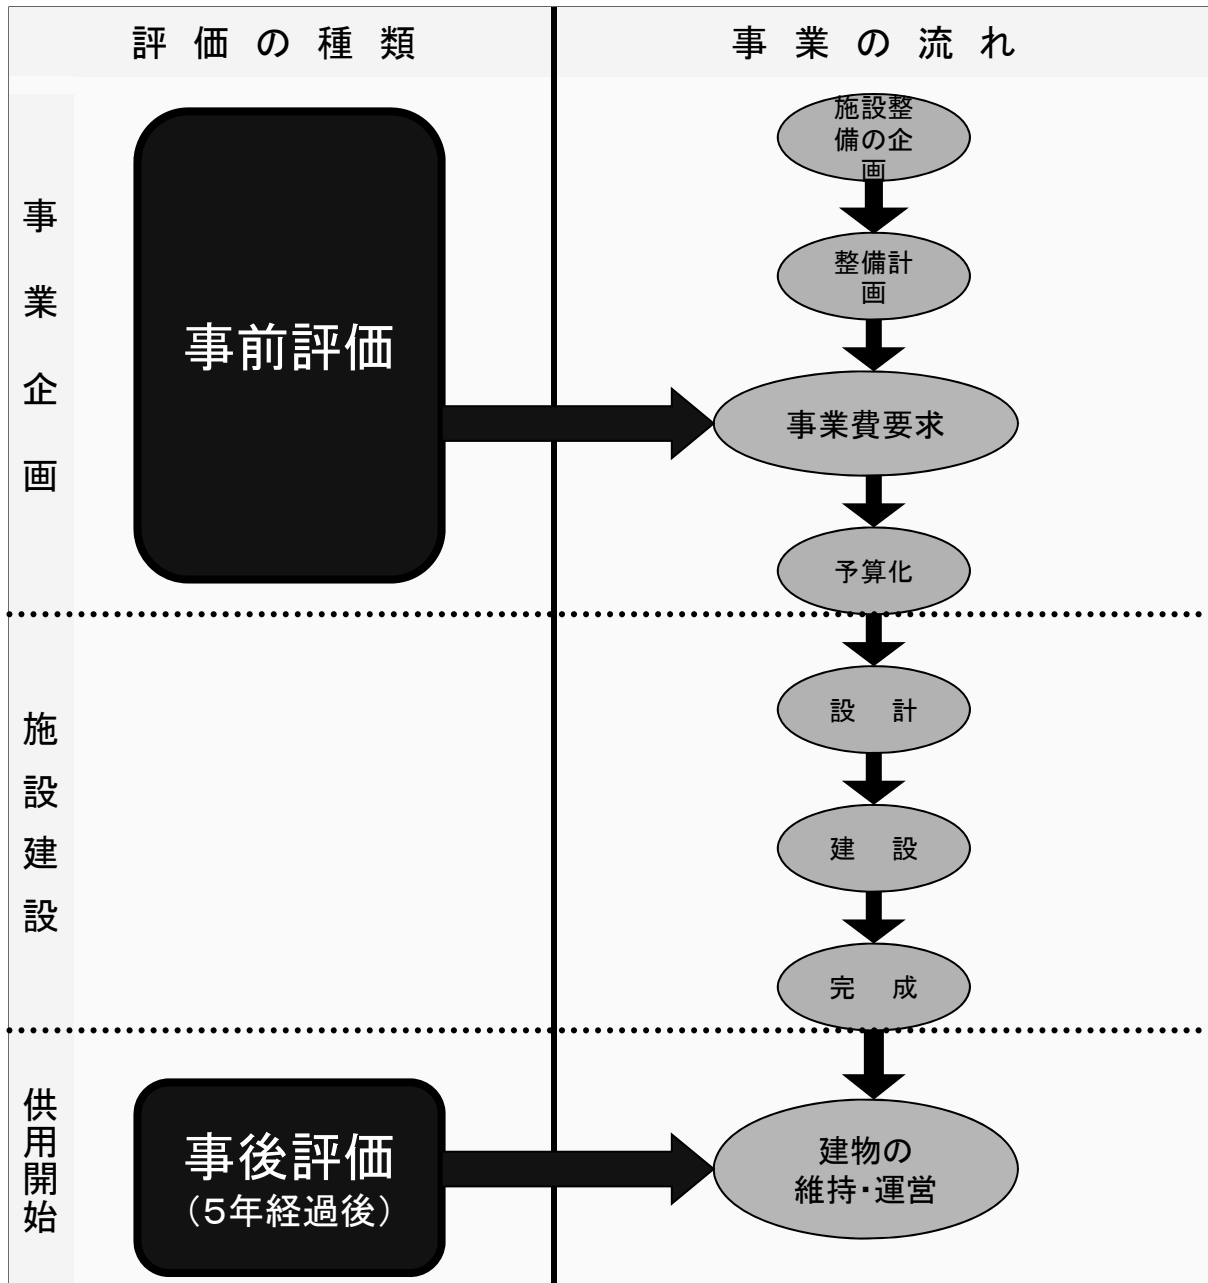 評価の種類
事業の流れ
事業企画
事前評価
施設整
備の企
画
整備計
画
事業費要求
予算化
施設建設
設　計
建　設
完　成
供用開始
事後評価
（５年経過後）
建物の
維持・運営